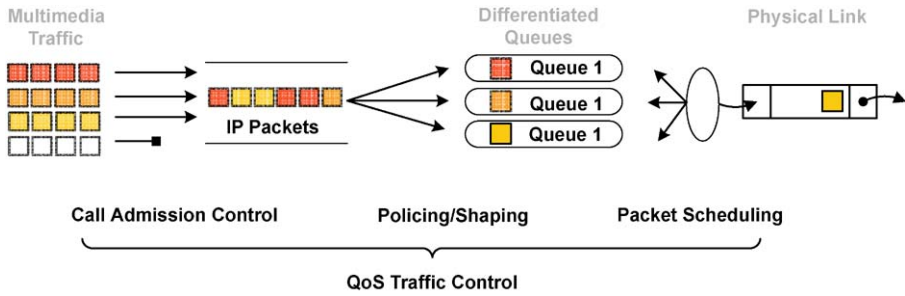 Multimedia
Traffic
Differentiated
Queues
Physical Link
Queue 1
IP Packets
Queue 1
Queue 1
Call Admission Control
Policing/Shaping
Packet Scheduling
QoS Traffic Control